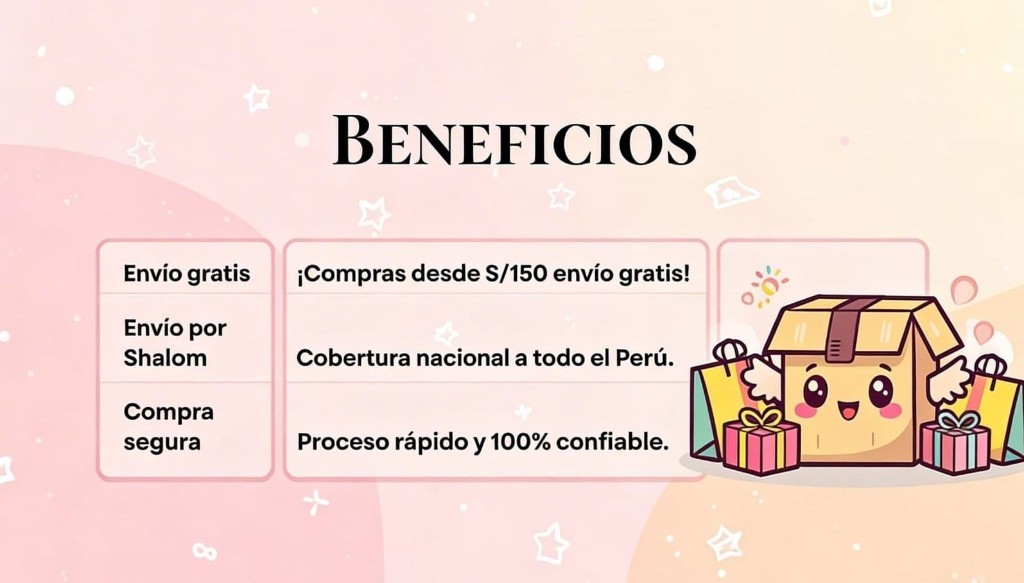 BENEFICIOS
Envío gratis
¡Compras desde S/150 envío gratis!
Envío por
Shalom
Cobertura nacional a todo el Perú.
Compra
segura
Proceso rápido y 100% confiable.